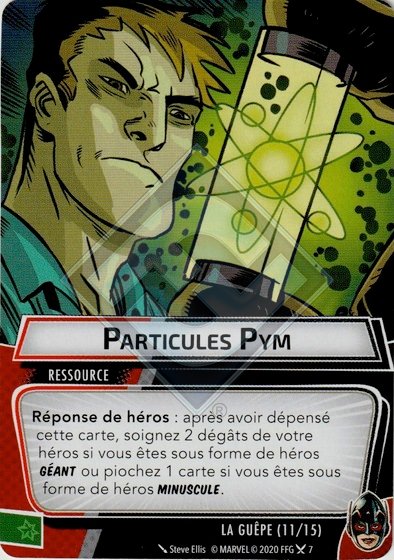 Particules Pym
RESSOURCE
Réponse de héros : après avoir dépensé
cette carte, soignez 2 dégâts de votre
héros si vous êtes sous forme de héros
GÉANT ou piochez 1 carte si vous êtes sous
forme de héros MINUSCULE.
LA GUÊPE (11/15)
Steve Ellis © MARVEL © 2020 FFG 7
®